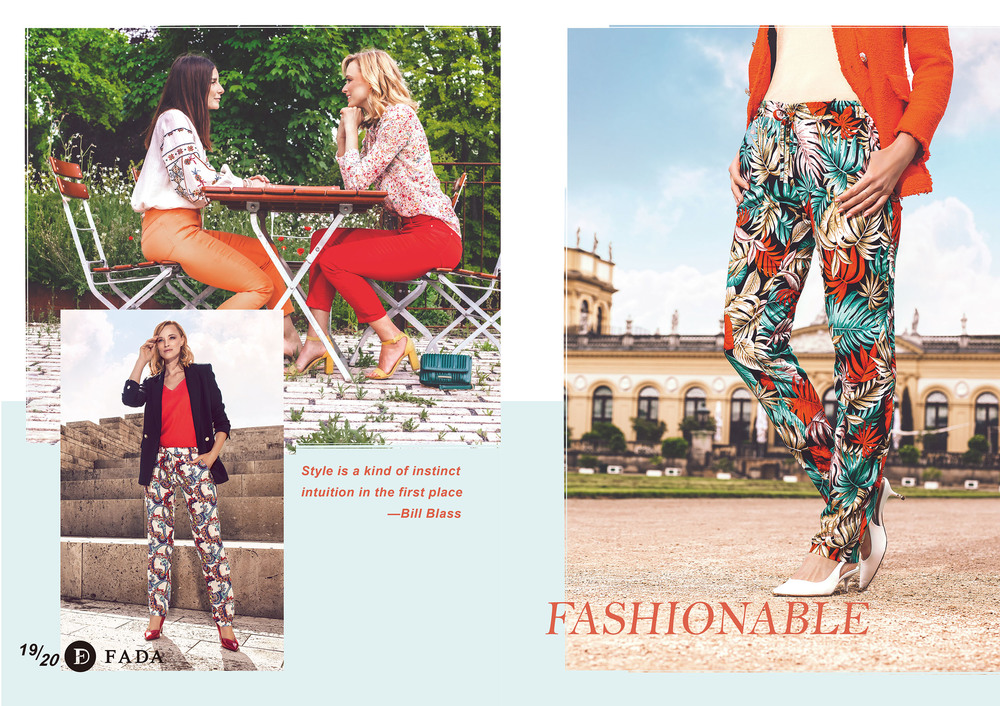 Style is a kind of instinct
intuition in the first place
—Bill Blass
FASHIONABLE
19/20
FADA